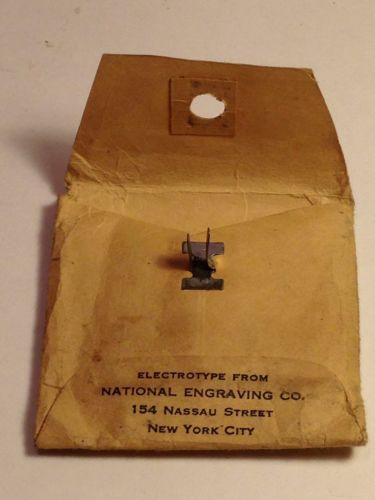 ELECTROTYPE FROM
NATIONAL ENGRAVING CO.
154 NASSAU STREET
NEW YORK CITY